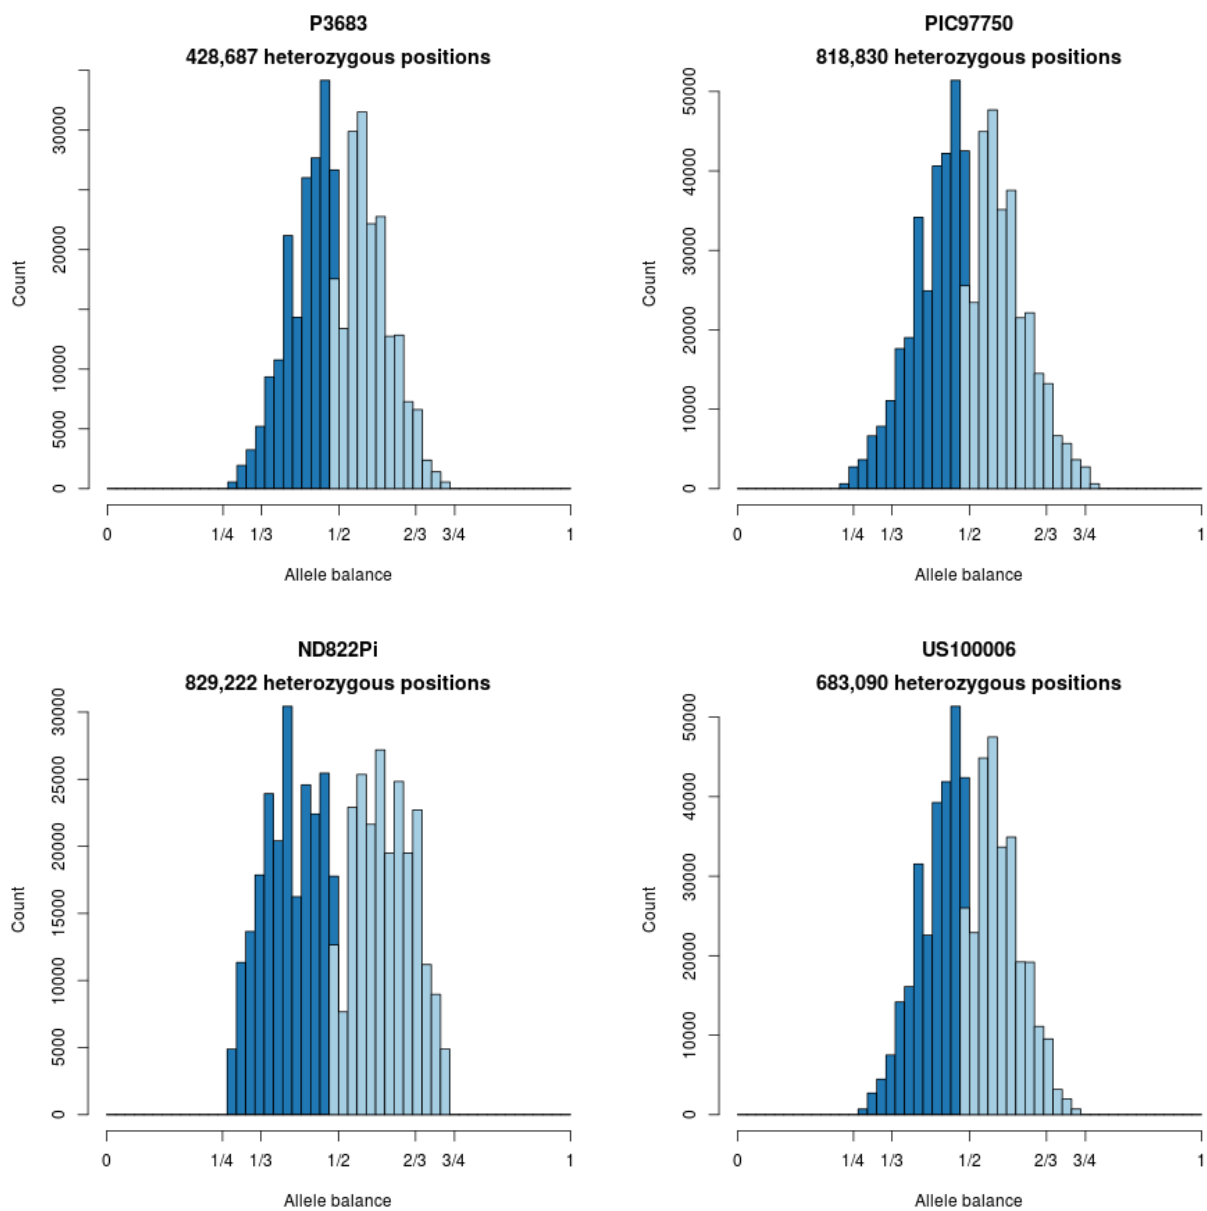 P3683
428,687 heterozygous positions
Count
0
5000
10000
20000
30000
0 1/4 1/3 1/2 2/3 3/4 1
Allele balance
PIC97750
818,830 heterozygous positions
Count
0
10000
20000
30000
40000
50000
0 1/4 1/3 1/2 2/3 3/4 1
Allele balance
ND822Pi
829,222 heterozygous positions
Count
0
5000
10000
15000
20000
25000
30000
0 1/4 1/3 1/2 2/3 3/4 1
Allele balance
US100006
683,090 heterozygous positions
Count
0
10000
20000
30000
40000
50000
0 1/4 1/3 1/2 2/3 3/4 1
Allele balance